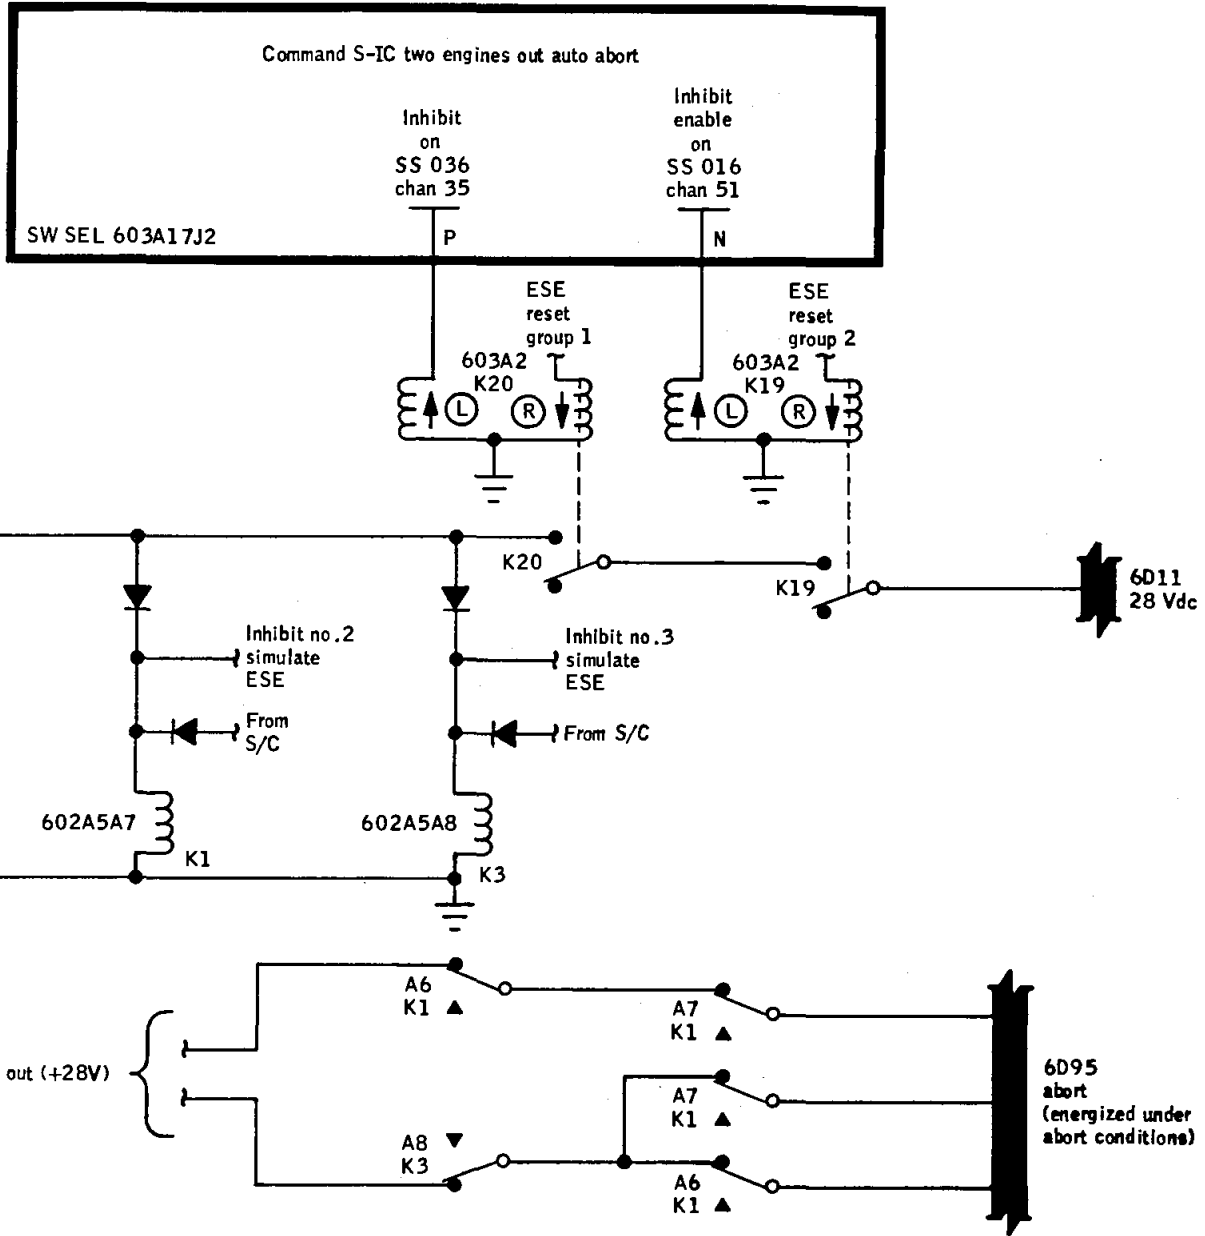 Command S-IC two engines out auto abort
Inhibit
on
SS 036
chan 35
Inhibit
enable
on
SS 016
chan 51
SW SEL 603A17J2
P
N
ESE
reset
group 1
603A2
K20
L
R
ESE
reset
group 2
603A2
K19
L
R
K20
K19
6D11
28 Vdc
Inhibit no.2
simulate
ESE
From
S/C
Inhibit no.3
simulate
ESE
From S/C
602A5A7
K1
602A5A8
K3
A6
K1
A7
K1
out (+28V)
A7
K1
A8
K3
A6
K1
6D95
abort
(energized under
abort conditions)